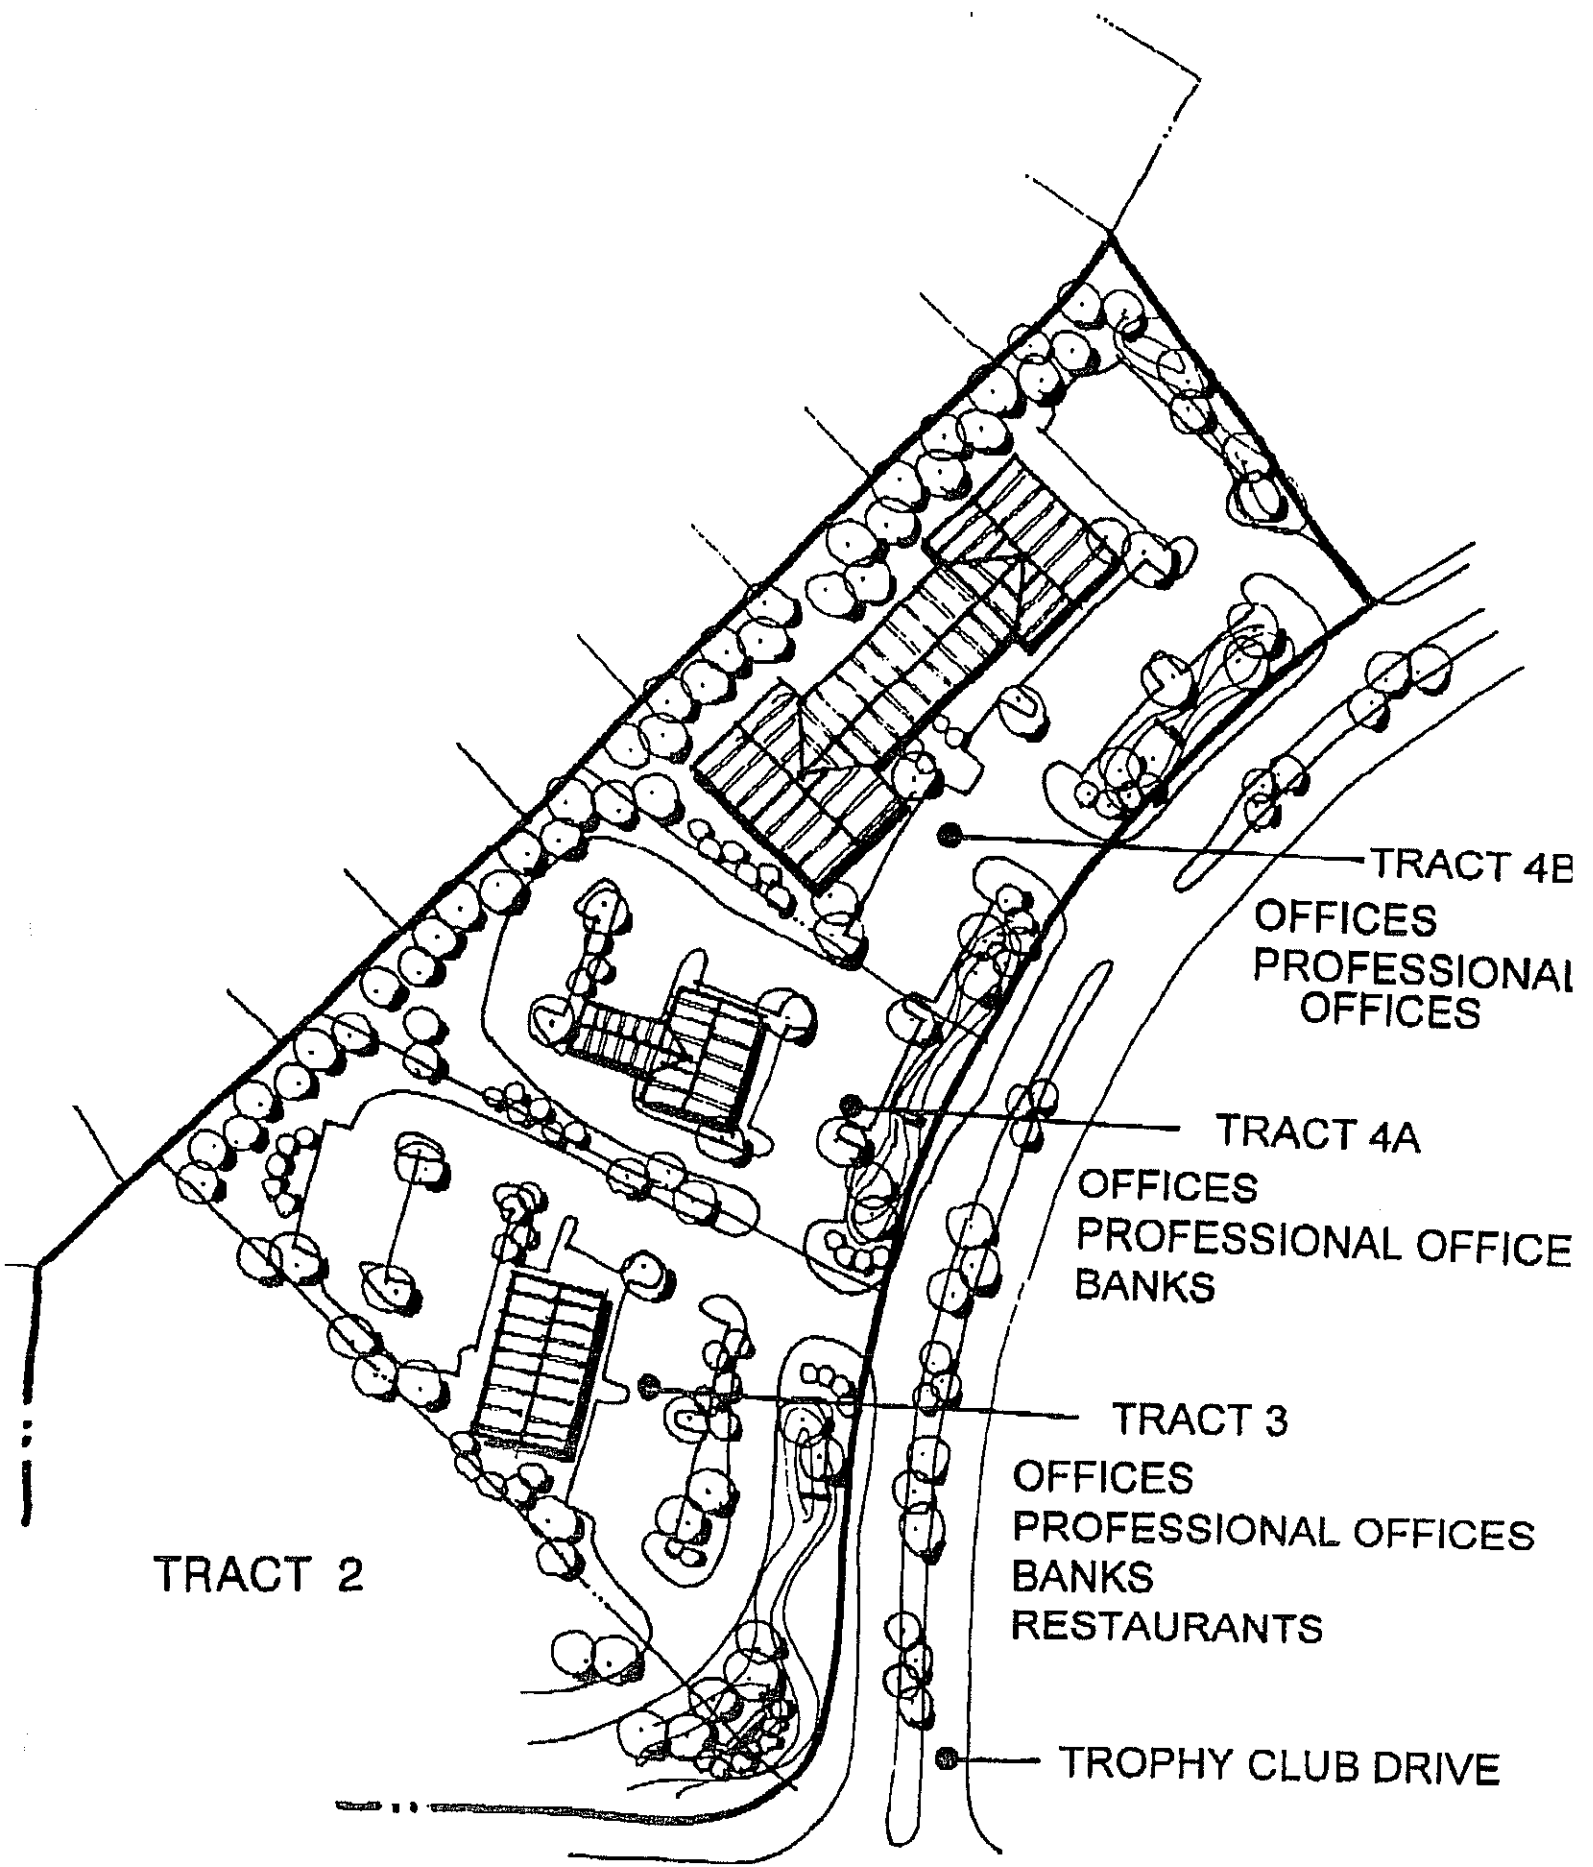 TRACT 4B
OFFICES
PROFESSIONAL
OFFICES
TRACT 4A
OFFICES
PROFESSIONAL OFFICE
BANKS
TRACT 3
OFFICES
PROFESSIONAL OFFICES
BANKS
RESTAURANTS
TRACT 2
TROPHY CLUB DRIVE